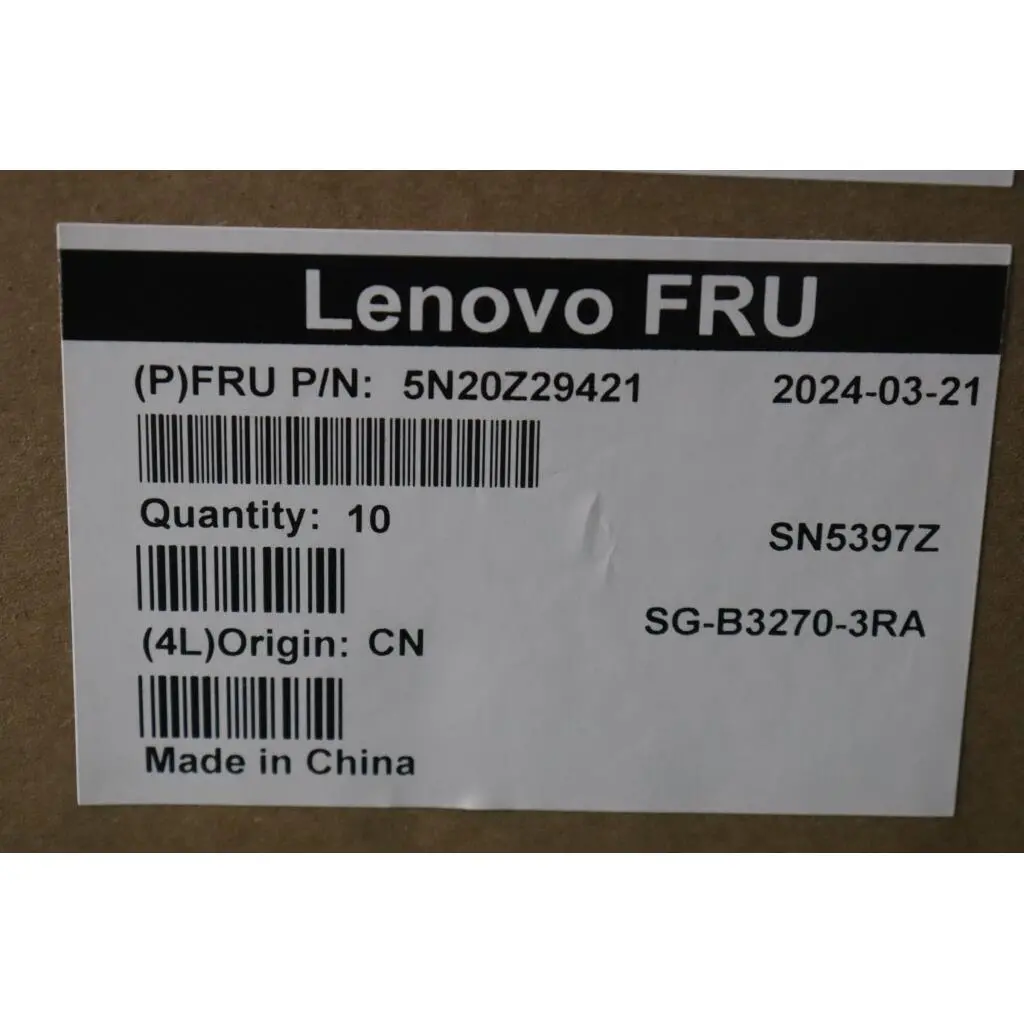 Lenovo FRU
(P)FRU P/N: 5N20Z29421 2024-03-21
Quantity: 10
SN5397Z
(4L)Origin: CN
SG-B3270-3RA
Made in China